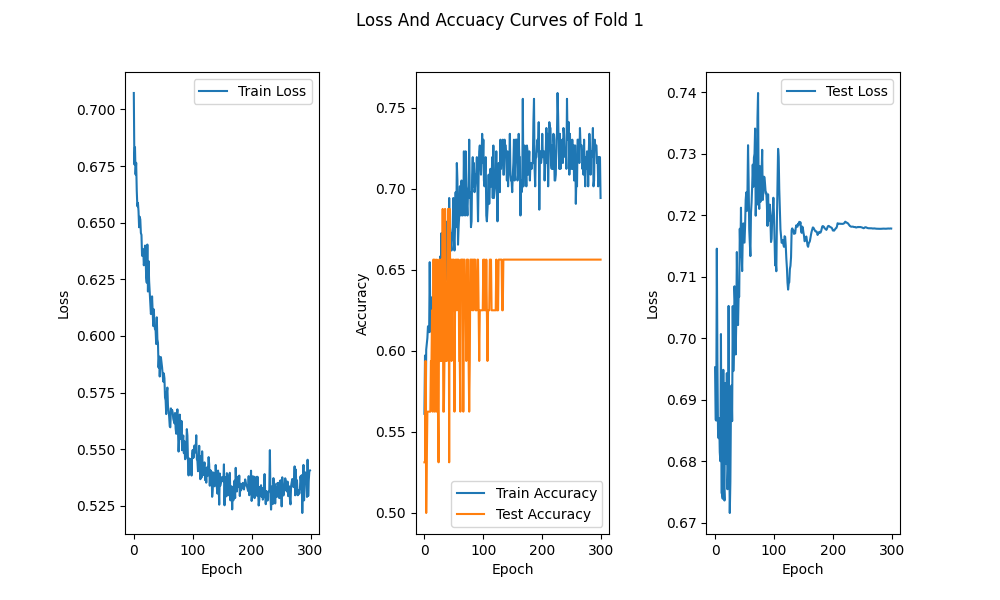 Loss And Accuacy Curves of Fold 1
Train Loss
0.700
0.675
0.650
0.625
0.600
0.575
0.550
0.525
Loss
0 100 200 300
Epoch
0.75
0.70
0.65
0.60
0.55
0.50
Accuracy
Train Accuracy
Test Accuracy
0 100 200 300
Epoch
Test Loss
0.74
0.73
0.72
0.71
0.70
0.69
0.68
0.67
Loss
0 100 200 300
Epoch